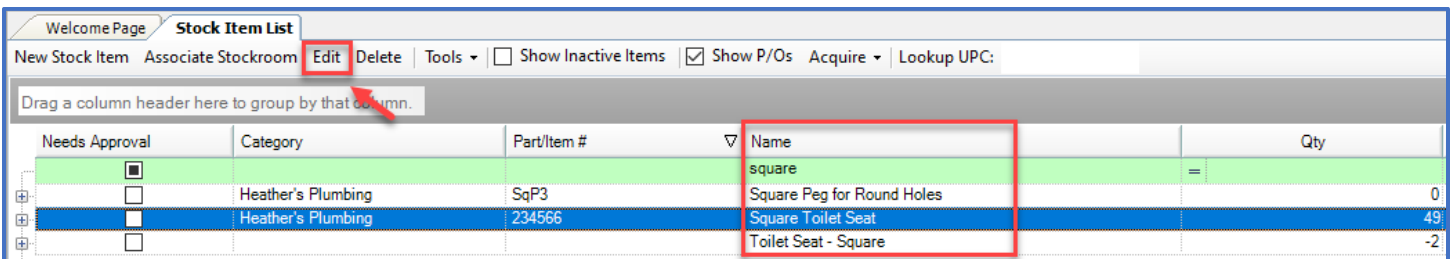 Welcome Page Stock Item List
New Stock Item Associate Stockroom Edit Delete Tools Show Inactive Items Show P/Os Acquire Lookup UPC:
Drag a column header here to group by that column.
Needs Approval Category Part/Item # Name Qty
square =
Heather's Plumbing SqP3 Square Peg for Round Holes 0
Heather's Plumbing 234566 Square Toilet Seat 49
Toilet Seat - Square -2